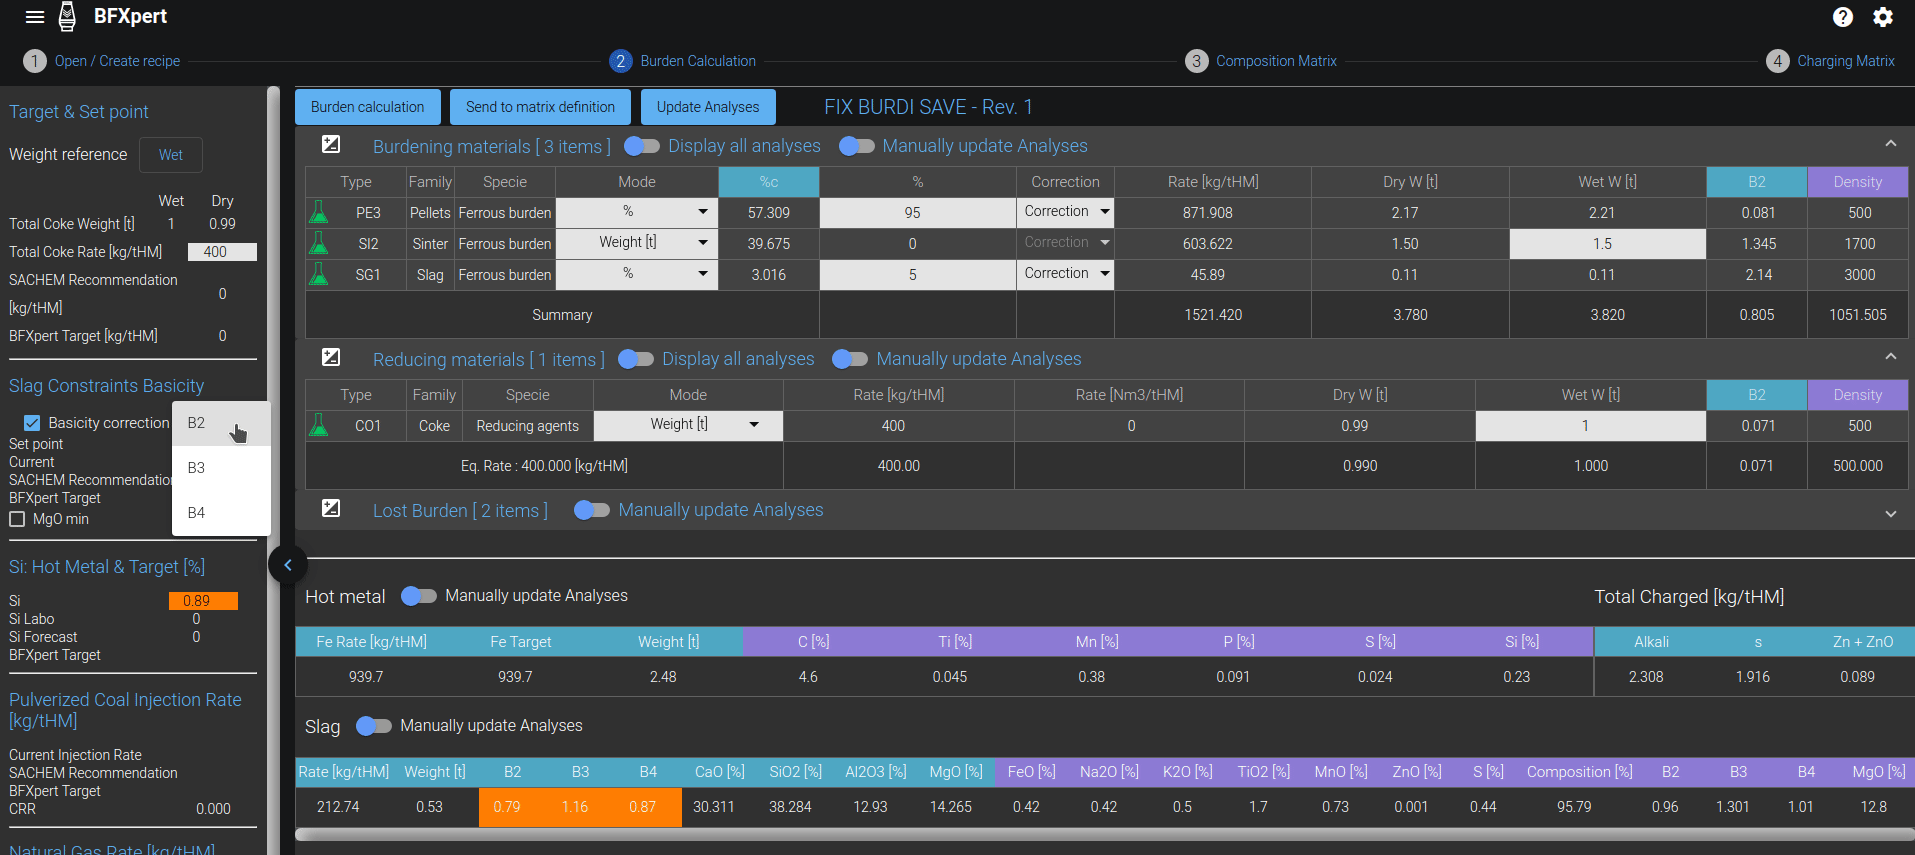 BFXpert
1 Open / Create recipe 2 Burden Calculation 3 Composition Matrix 4 Charging Matrix
Target & Set point
Weight reference Wet
Wet Dry
Total Coke Weight [t] 1 0.99
Total Coke Rate [kg/tHM] 400
SACHEM Recommendation
[kg/tHM] 0
BFXpert Target [kg/tHM] 0
Slag Constraints Basicity
Basicity correction B2
Set point
Current
B3
SACHEM Recommendation
BFXpert Target
B4
MgO min
Si: Hot Metal & Target [%]
Si 0.89
Si Labo 0
Si Forecast 0
BFXpert Target
Pulverized Coal Injection Rate
[kg/tHM]
Current Injection Rate
SACHEM Recommendation
BFXpert Target
CRR 0.000
Natural Gas Rate [kg/tHM]
Burden calculation Send to matrix definition Update Analyses FIX BURDI SAVE - Rev. 1
Burdening materials [ 3 items ] Display all analyses Manually update Analyses
Type Family Specie Mode %c % Correction Rate [kg/tHM] Dry W [t] Wet W [t] B2 Density
PE3 Pellets Ferrous burden % 57.309 95 Correction 871.908 2.17 2.21 0.081 500
SI2 Sinter Ferrous burden Weight [t] 39.675 0 Correction 603.622 1.50 1.5 1.345 1700
SG1 Slag Ferrous burden % 3.016 5 Correction 45.89 0.11 0.11 2.14 3000
Summary 1521.420 3.780 3.820 0.805 1051.505
Reducing materials [ 1 items ] Display all analyses Manually update Analyses
Type Family Specie Mode Rate [kg/tHM] Rate [Nm3/tHM] Dry W [t] Wet W [t] B2 Density
CO1 Coke Reducing agents Weight [t] 400 0 0.99 1 0.071 500
Eq. Rate : 400.000 [kg/tHM] 400.00 0.990 1.000 0.071 500.000
Lost Burden [ 2 items ] Manually update Analyses
Hot metal Manually update Analyses Total Charged [kg/tHM]
Fe Rate [kg/tHM] Fe Target Weight [t] C [%] Ti [%] Mn [%] P [%] S [%] Si [%] Alkali s Zn + ZnO
939.7 939.7 2.48 4.6 0.045 0.38 0.091 0.024 0.23 2.308 1.916 0.089
Slag Manually update Analyses
Rate [kg/tHM] Weight [t] B2 B3 B4 CaO [%] SiO2 [%] Al2O3 [%] MgO [%] FeO [%] Na2O [%] K2O [%] TiO2 [%] MnO [%] ZnO [%] S [%] Composition [%] B2 B3 B4 MgO [%]
212.74 0.53 0.79 1.16 0.87 30.311 38.284 12.93 14.265 0.42 0.42 0.5 1.7 0.73 0.001 0.44 95.79 0.96 1.301 1.01 12.8